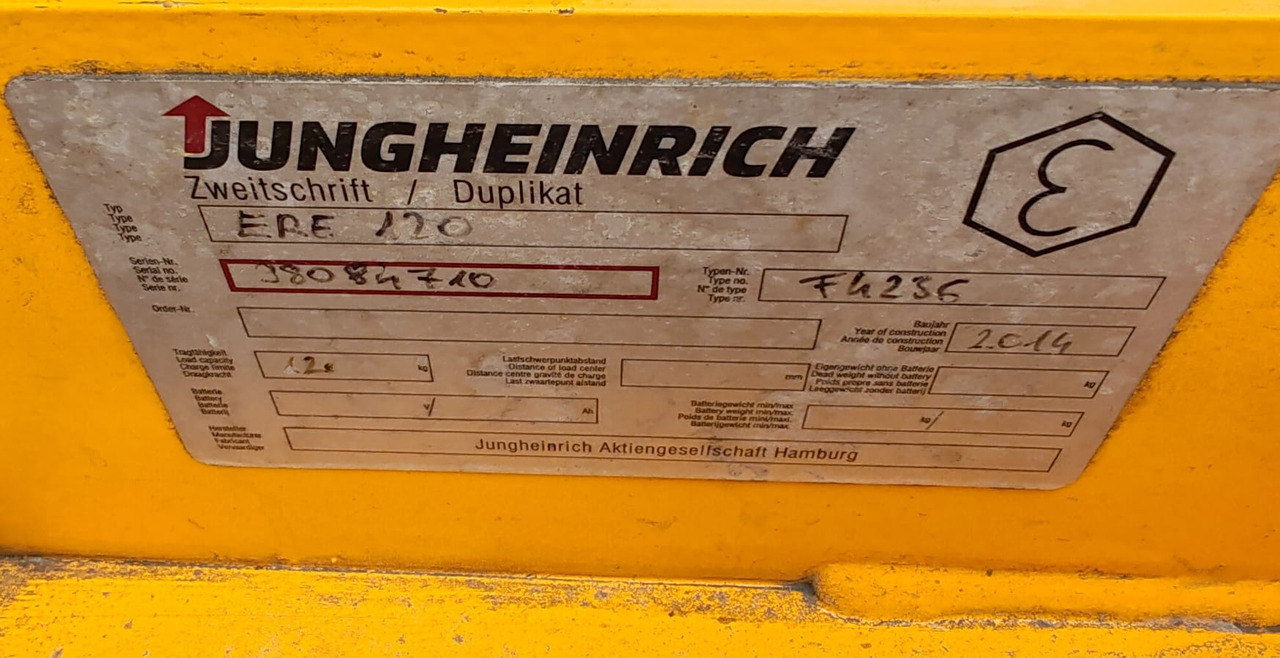 JUNGHEINRICH
Zweitschrift / Duplikat
Typ
Type
Type
Type
ERE 120
Serien-Nr.
Serial no.
N° de série
Serie nr.
98084710
Typen-Nr.
Type no.
N° de type
Type nr.
F4236
Order-Nr.
Baujahr
Year of construction
Année de construction
Bouwjaar
2014
Tragfähigkeit
Load capacity
Charge limite
Draagkracht
kg
Lastschwerpunktabstand
Distance of load center
Distance centre gravité de charge
Last zwaartepunt afstand
mm
Eigengewicht ohne Batterie
Dead weight without battery
Poids propre sans batterie
Leeggewicht zonder batterij
kg
Batterie
Battery
Batterie
Batterij
V/ Ah
Batteriegewicht min/max
Battery weight min/max.
Poids de batterie mini/maxi.
Batterijgewicht min/max.
kg/ kg
Hersteller
Manufacturer
Fabricant
Vervaardiger
Jungheinrich Aktiengesellschaft Hamburg